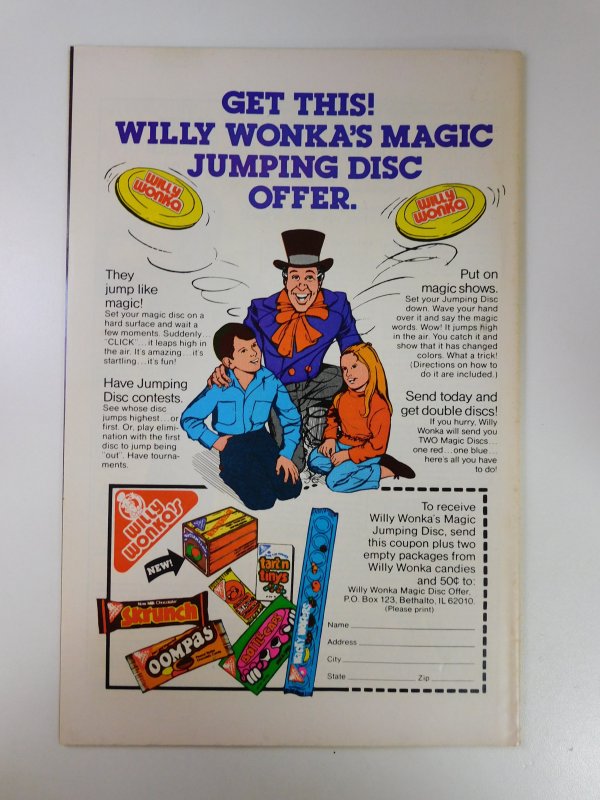 GET THIS!
WILLY WONKA'S MAGIC
JUMPING DISC
OFFER.
WILLY
WONKA
WILLY
WONKA
They
jump like
magic!
Set your magic disc on a
hard surface and wait a
few moments. Suddenly...
"CLICK"...it leaps high in
the air. It's amazing...it's
startling...it's fun!
Have Jumping
Disc contests.
See whose disc
jumps highest...or
first. Or, play elimi-
nation with the first
disc to jump being
"out". Have tourna-
ments.
Put on
magic shows.
Set your Jumping Disc
down. Wave your hand
over it and say the magic
words. Wow! It jumps high
in the air. You catch it and
show that it has changed
colors. What a trick!
(Directions on how to
do it are included.)
Send today and
get double discs!
If you hurry, Willy
Wonka will send you
TWO Magic Discs...
one red...one blue...
here's all you have
to do!
WILLY
WONKA'S
NEW!
tart n
tinys
Skrunch
OOMPAS
BOTTLE CAPS
To receive
Willy Wonka's Magic
Jumping Disc, send
this coupon plus two
empty packages from
Willy Wonka candies
and 50¢ to:
Willy Wonka Magic Disc Offer.
P.O. Box 123, Bethalto, IL 62010.
(Please print)
Name
Address
City
State Zip